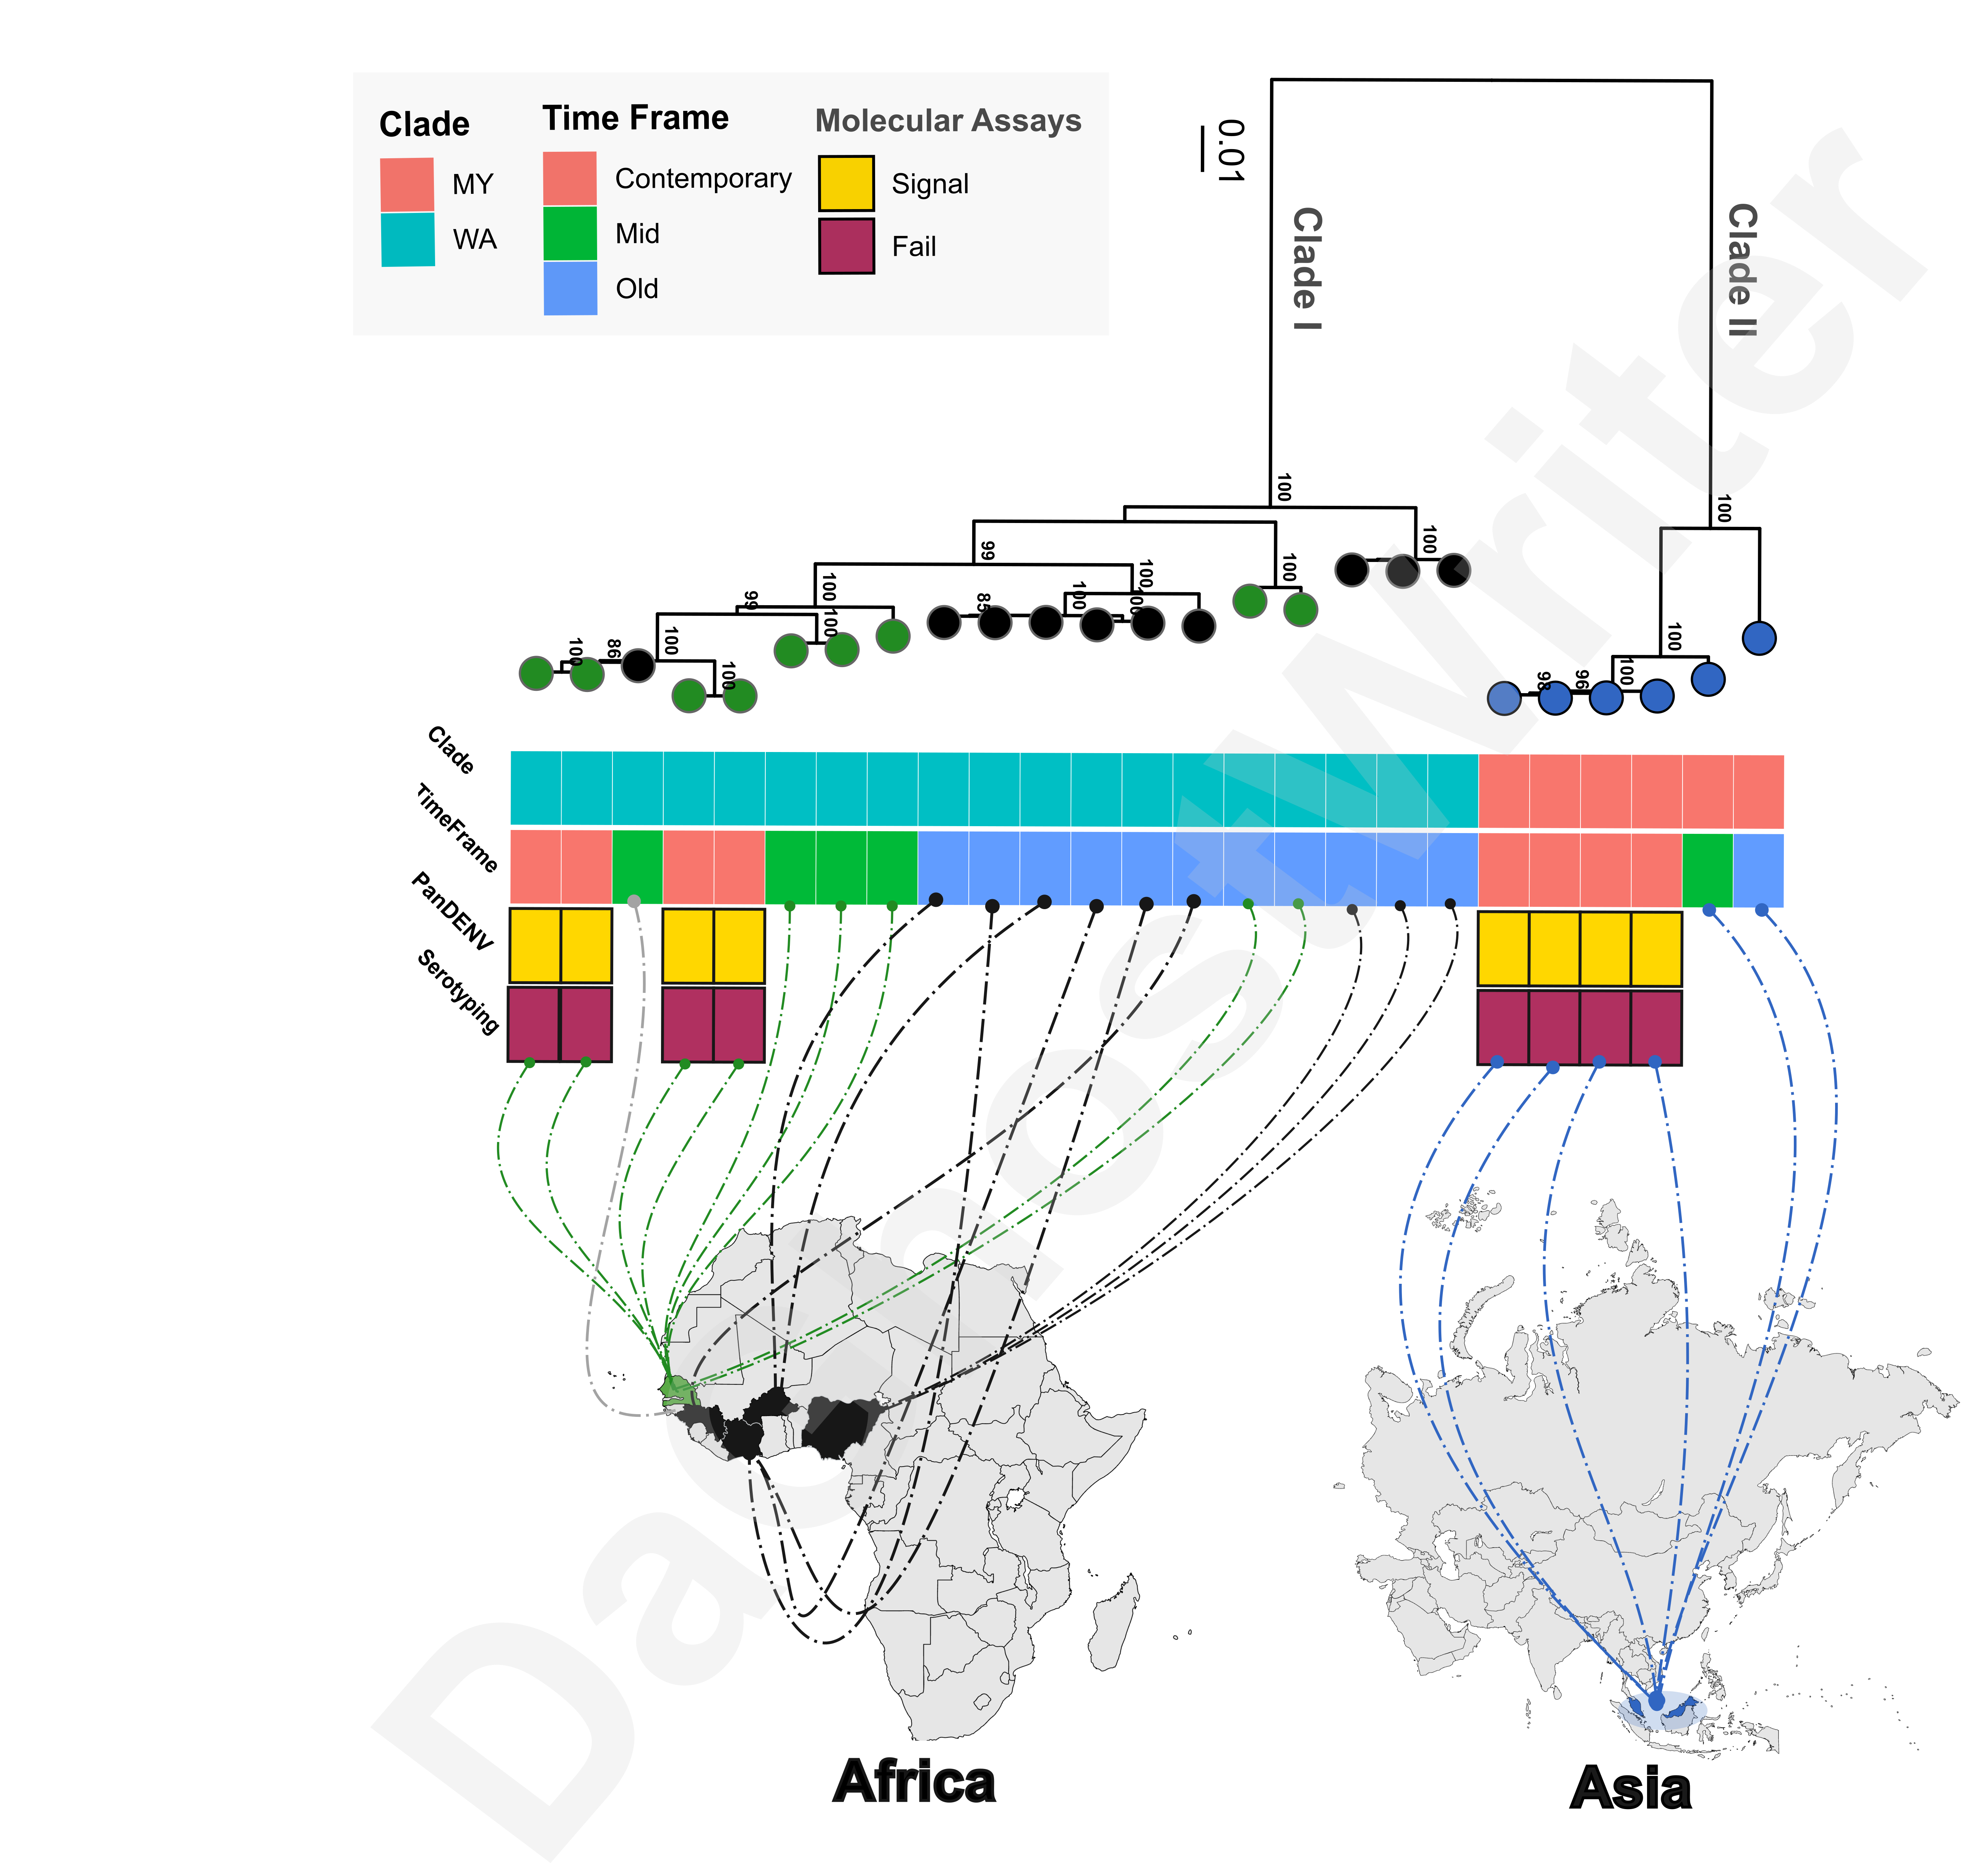 Clade
MY
WA
Time Frame
Contemporary
Mid
Old
Molecular Assays
Signal
Fail
0.01
Clade I
Clade II
100
100
100
100
99
100
100
99
100
100
85
100
100
100
86
100
100
100
100
96
98
Clade
TimeFrame
PanDENV
Serotyping
Africa
Asia